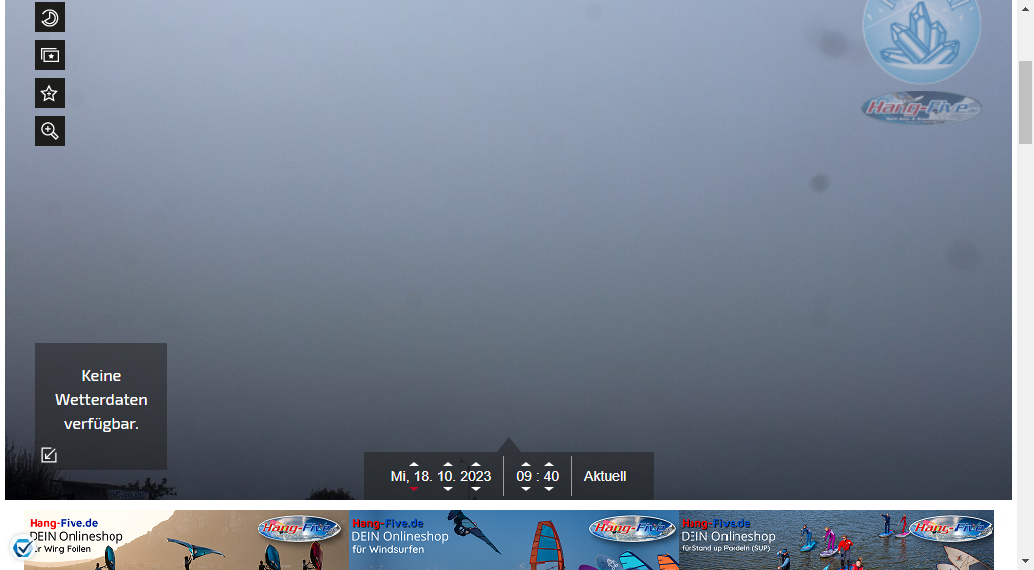 Hang-Five.de
Keine
Wetterdaten
verfügbar.
Mi, 18. 10. 2023 09 : 40 Aktuell
Hang-Five.de
DEIN Onlineshop
für Wing Foilen
Hang-Five
Hang-Five.de
DEIN Onlineshop
für Windsurfen
Hang-Five
Hang-Five.de
DEIN Onlineshop
für Stand up Paddeln (SUP)
Hang-Five